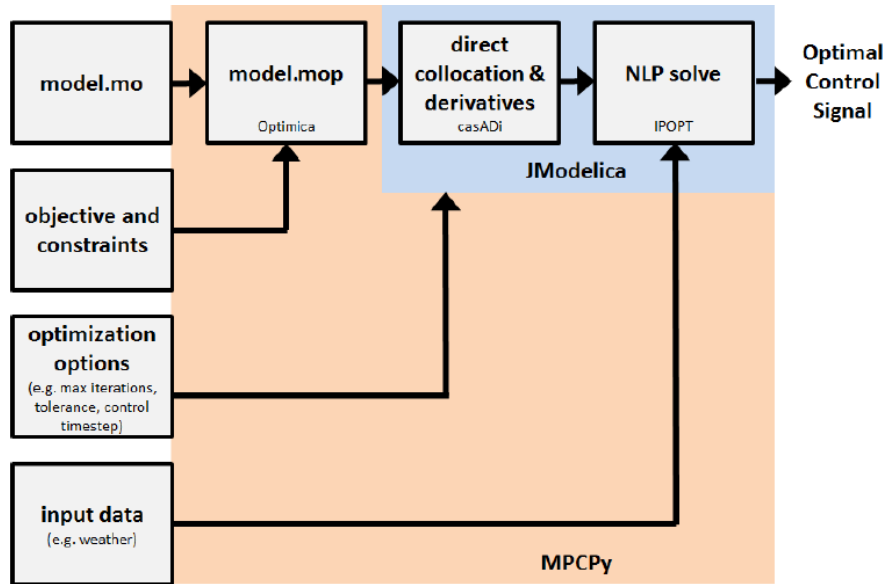 model.mo
model.mop
Optimica
direct
collocation &
derivatives
casADi
NLP solve
IPOPT
Optimal
Control
Signal
JModelica
objective and
constraints
optimization
options
(e.g. max iterations,
tolerance, control
timestep)
input data
(e.g. weather)
MPCPy